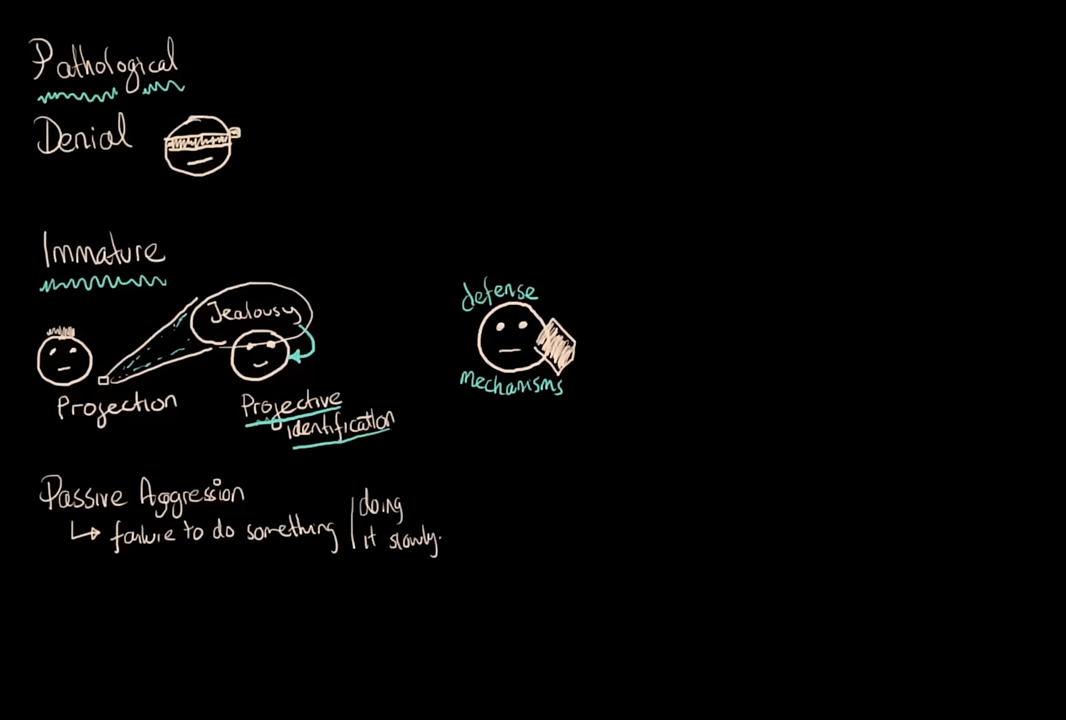 Pathological
Denial
Immature
Jealousy
Projection
Projective
identification
defense
mechanisms
Passive Aggression
↳ failure to do something | doing
it slowly.